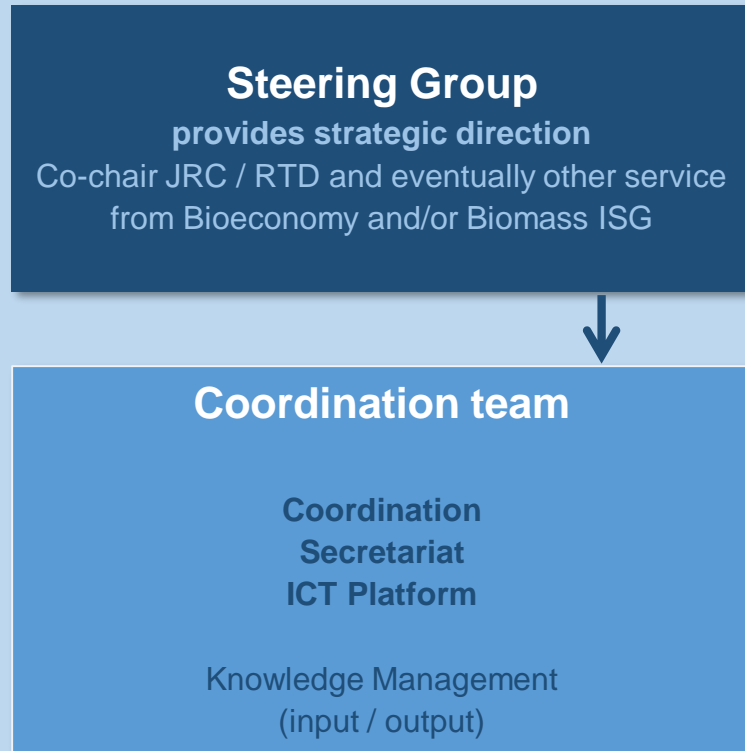 Steering Group
provides strategic direction
Co-chair JRC / RTD and eventually other service
from Bioeconomy and/or Biomass ISG
Coordination team
Coordination
Secretariat
ICT Platform
Knowledge Management
(input / output)